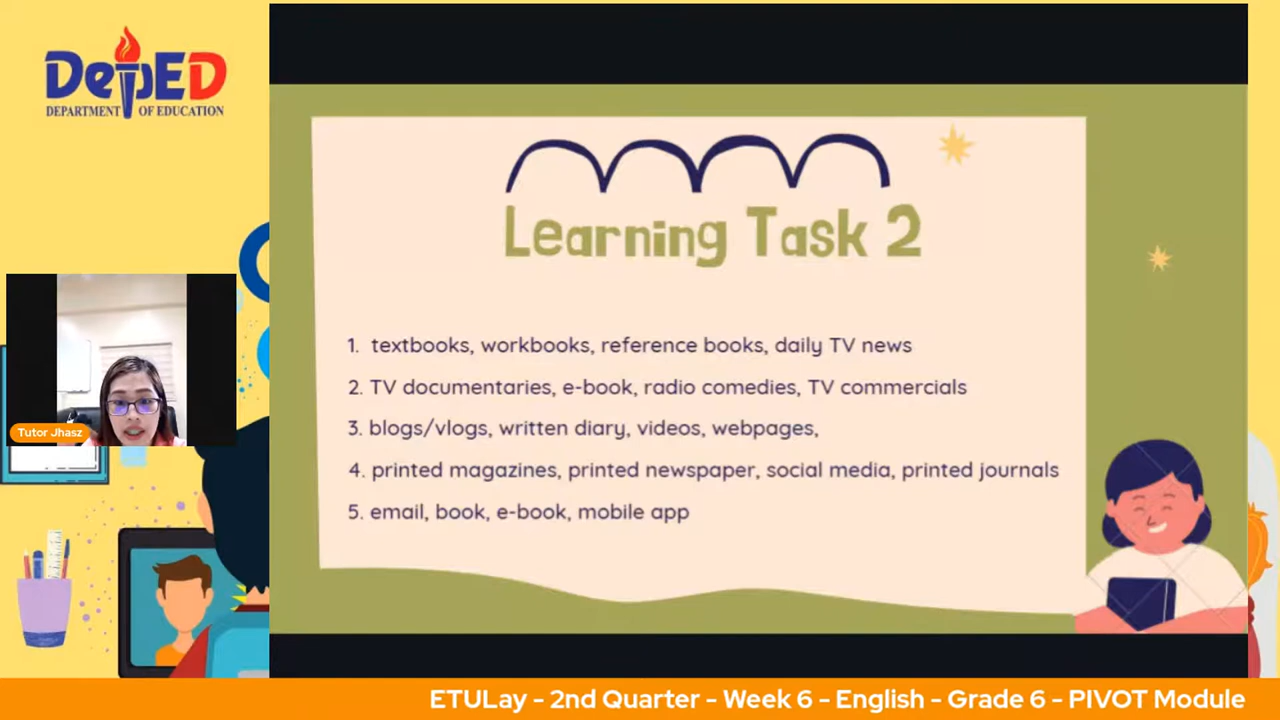 DepED
DEPARTMENT OF EDUCATION
Learning Task 2
1. textbooks, workbooks, reference books, daily TV news
2. TV documentaries, e-book, radio comedies, TV commercials
3. blogs/vlogs, written diary, videos, webpages,
4. printed magazines, printed newspaper, social media, printed journals
5. email, book, e-book, mobile app
Tutor Jhasz
ETULay - 2nd Quarter - Week 6 - English - Grade 6 - PIVOT Module